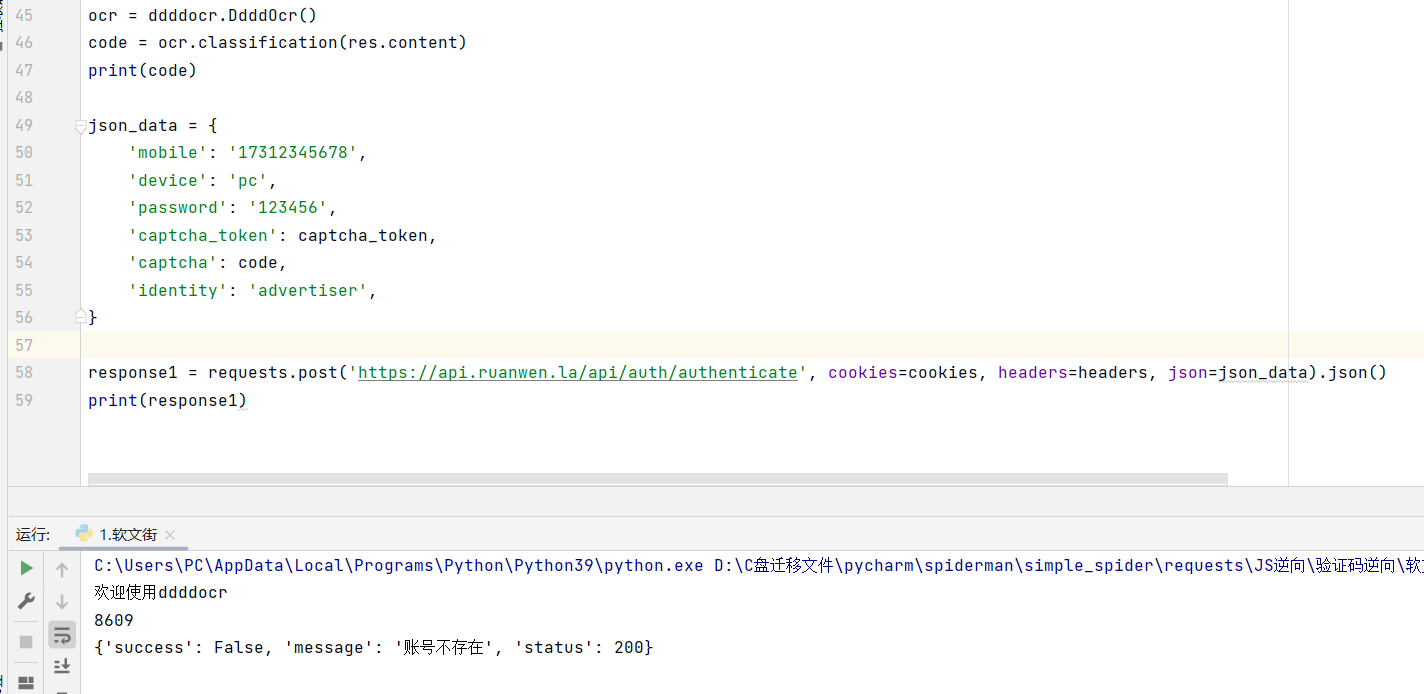 45 ocr = ddddocr.DdddOcr()
46 code = ocr.classification(res.content)
47 print(code)
48
49 json_data = {
50 'mobile': '17312345678',
51 'device': 'pc',
52 'password': '123456',
53 'captcha_token': captcha_token,
54 'captcha': code,
55 'identity': 'advertiser',
56 }
57
58 response1 = requests.post('https://api.ruanwen.la/api/auth/authenticate', cookies=cookies, headers=headers, json=json_data).json()
59 print(response1)
运行: 1.软文街
C:\Users\PC\AppData\Local\Programs\Python\Python39\python.exe D:\C盘迁移文件\pycharm\spiderman\simple_spider\requests\JS逆向\验证码逆向\软
欢迎使用ddddocr
8609
{'success': False, 'message': '账号不存在', 'status': 200}